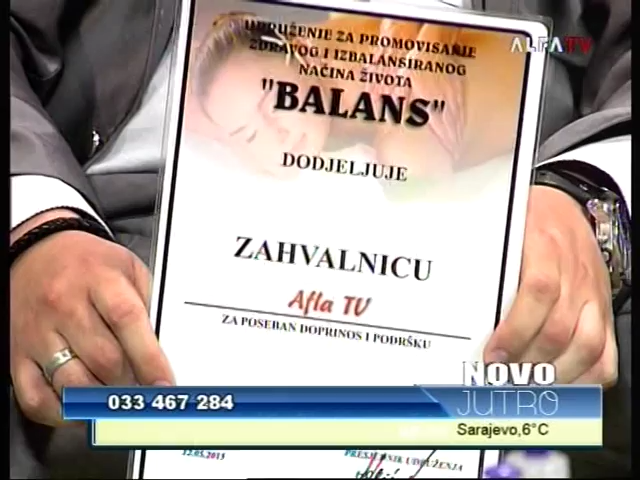 ALFA TV
UDRUŽENJE ZA PROMOVISANJE
ZDRAVOG I IZBALANSIRANOG
NAČINA ŽIVOTA
"BALANS"
DODJELJUJE
ZAHVALNICU
Afla TV
ZA POSEBAN DOPRINOS I PODRŠKU
NOVO
JUTRO
033 467 284
Sarajevo,6°C
12.05.2015
PRESJEDNIK UDRUŽENJA